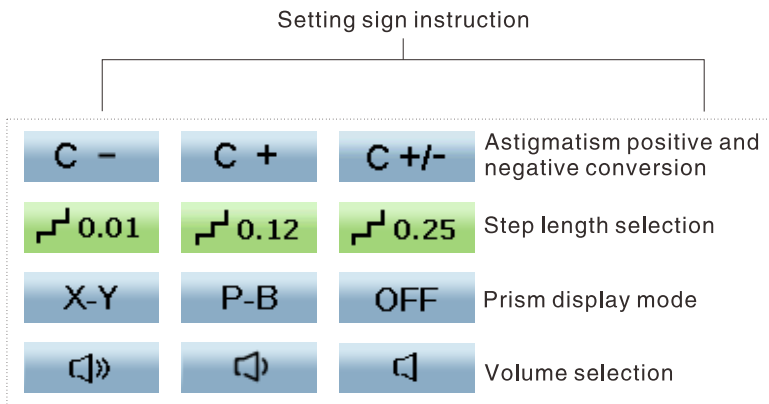 Setting sign instruction
C - C + C +/- Astigmatism positive and
negative conversion
0.01 0.12 0.25 Step length selection
X-Y P-B OFF Prism display mode
Volume selection